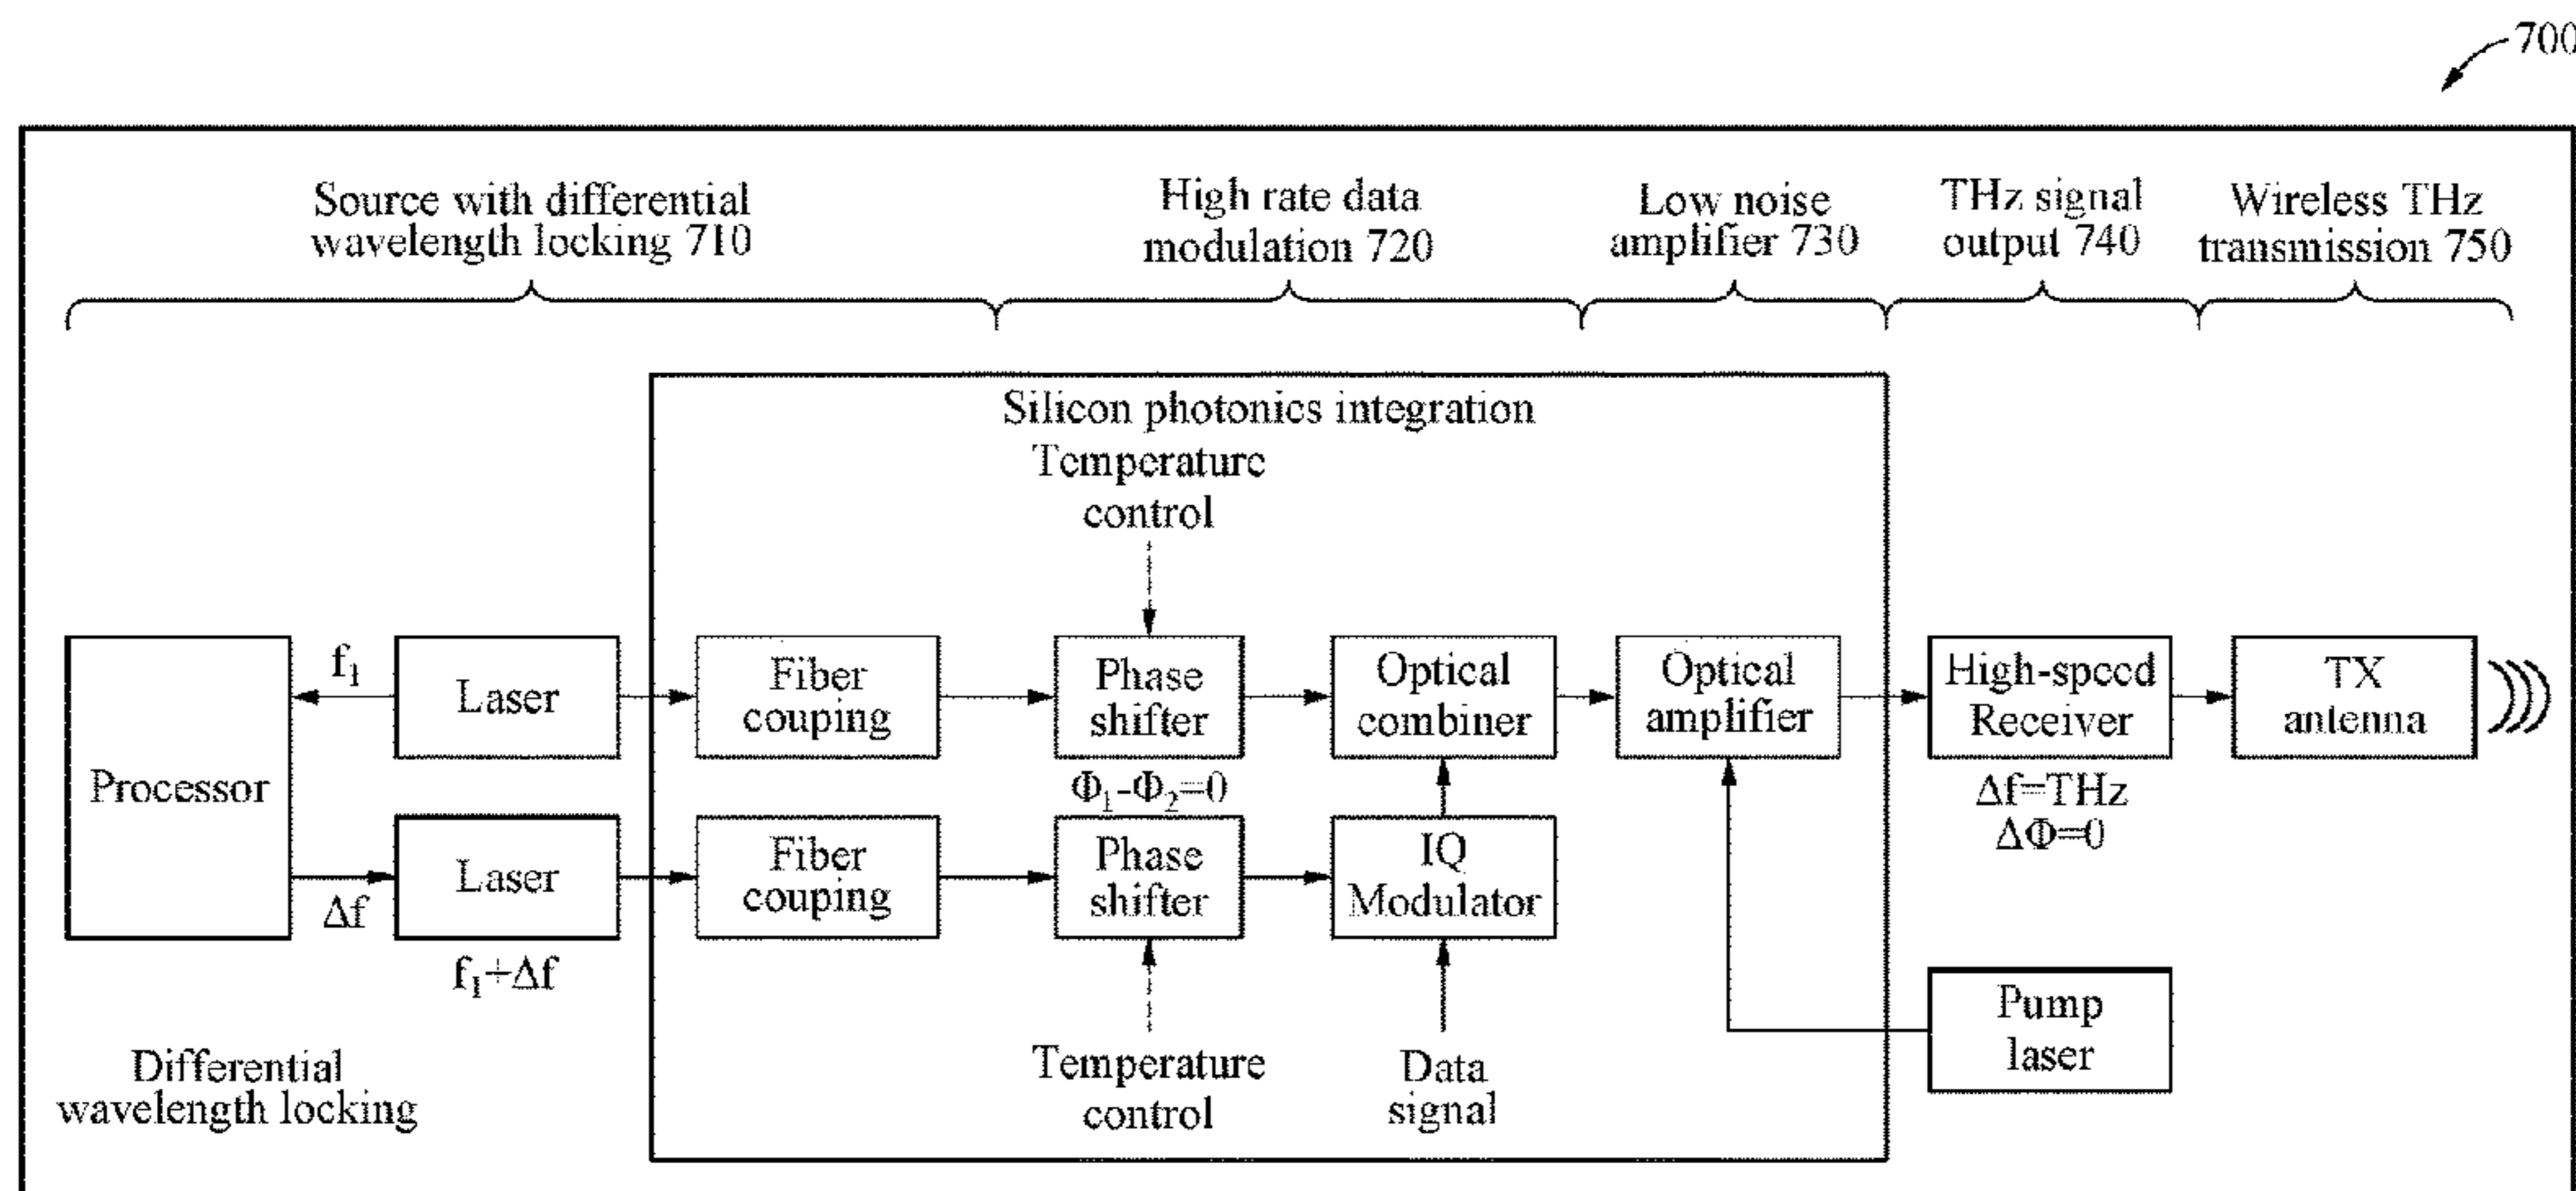 700
Source with differential
wavelength locking 710
High rate data
modulation 720
Low noise
amplifier 730
THz signal
output 740
Wireless THz
transmission 750
Silicon photonics integration
Temperature
control
Processor
f₁
Laser
Fiber
couping
Phase
shifter
Optical
combiner
Optical
amplifier
High-speed
Receiver
TX
antenna
Φ₁-Φ₂=0
Δf=THz
ΔΦ=0
Δf
Laser
f₁+Δf
Fiber
couping
Phase
shifter
IQ
Modulator
Pump
laser
Differential
wavelength locking
Temperature
control
Data
signal